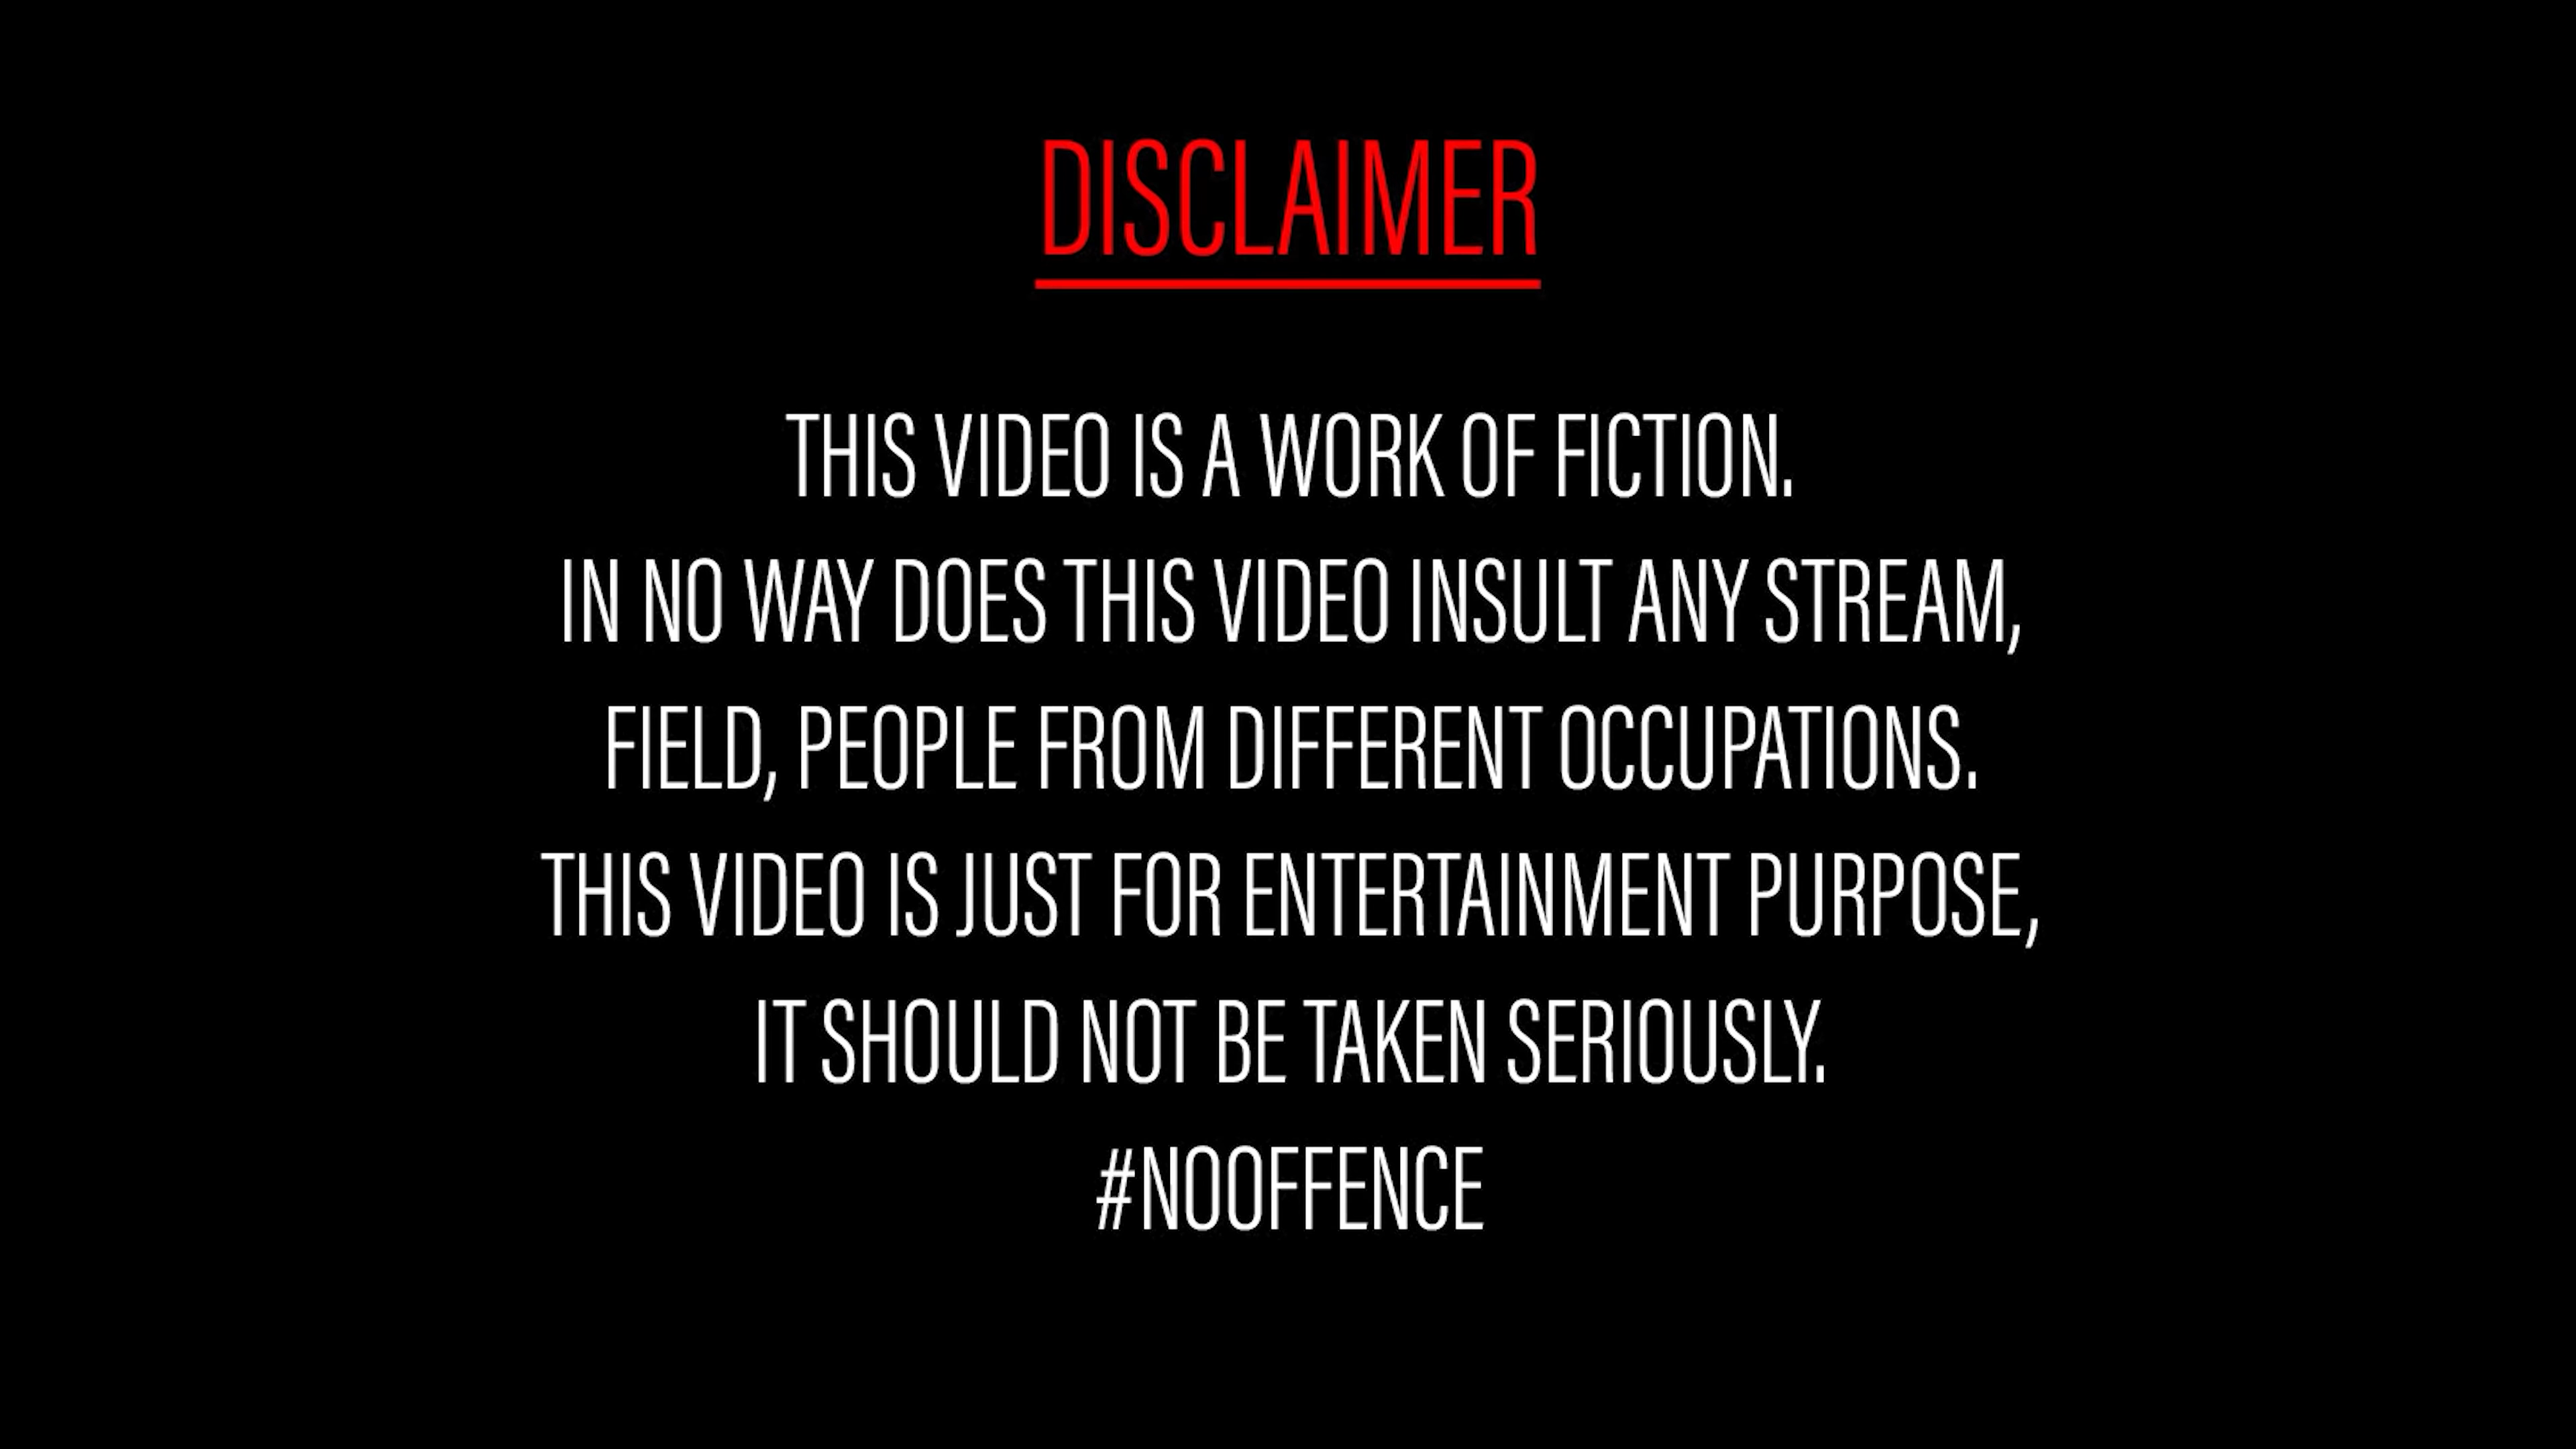 DISCLAIMER
THIS VIDEO IS A WORK OF FICTION.
IN NO WAY DOES THIS VIDEO INSULT ANY STREAM,
FIELD, PEOPLE FROM DIFFERENT OCCUPATIONS.
THIS VIDEO IS JUST FOR ENTERTAINMENT PURPOSE,
IT SHOULD NOT BE TAKEN SERIOUSLY.
#NOOFFENCE